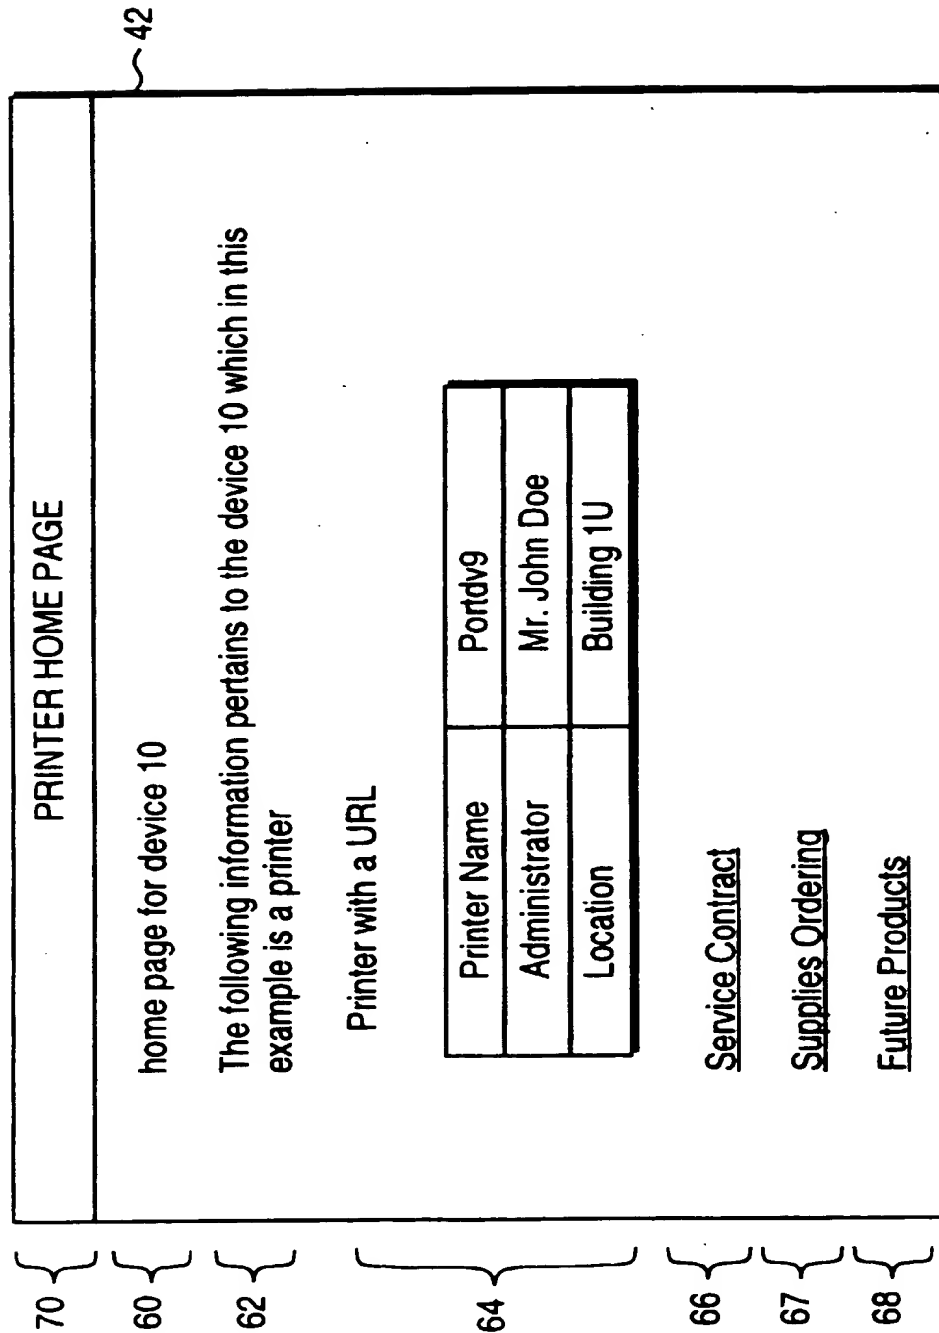 42
70 PRINTER HOME PAGE
60 home page for device 10
62 The following information pertains to the device 10 which in this
example is a printer
Printer with a URL
64
Printer Name Portdv9
Administrator Mr. John Doe
Location Building 1U
66 Service Contract
67 Supplies Ordering
68 Future Products